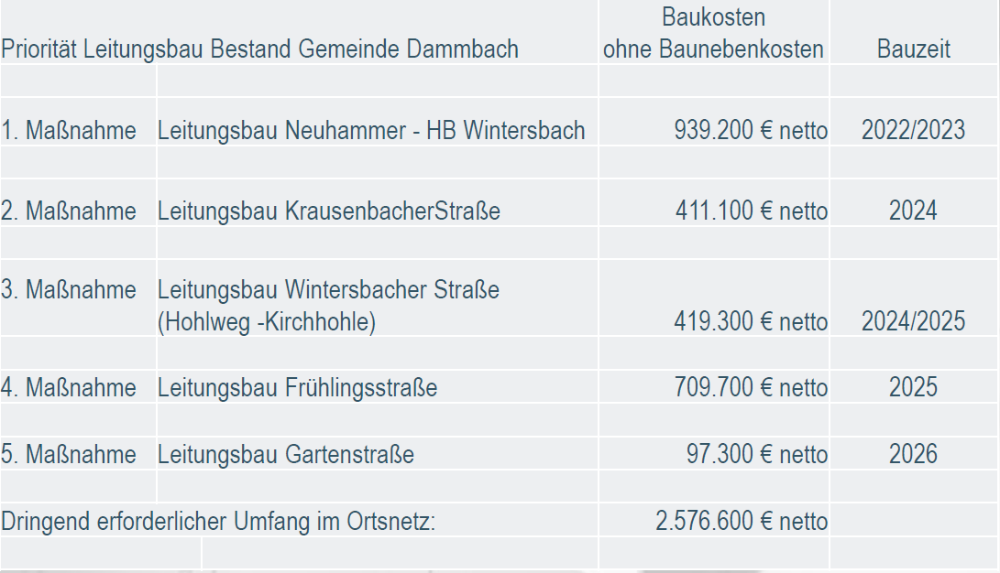 Baukosten
Priorität Leitungsbau Bestand Gemeinde Dammbach ohne Baunebenkosten Bauzeit
1. Maßnahme Leitungsbau Neuhammer - HB Wintersbach 939.200 € netto 2022/2023
2. Maßnahme Leitungsbau KrausenbacherStraße 411.100 € netto 2024
3. Maßnahme Leitungsbau Wintersbacher Straße
(Hohlweg -Kirchhohle) 419.300 € netto 2024/2025
4. Maßnahme Leitungsbau Frühlingsstraße 709.700 € netto 2025
5. Maßnahme Leitungsbau Gartenstraße 97.300 € netto 2026
Dringend erforderlicher Umfang im Ortsnetz: 2.576.600 € netto